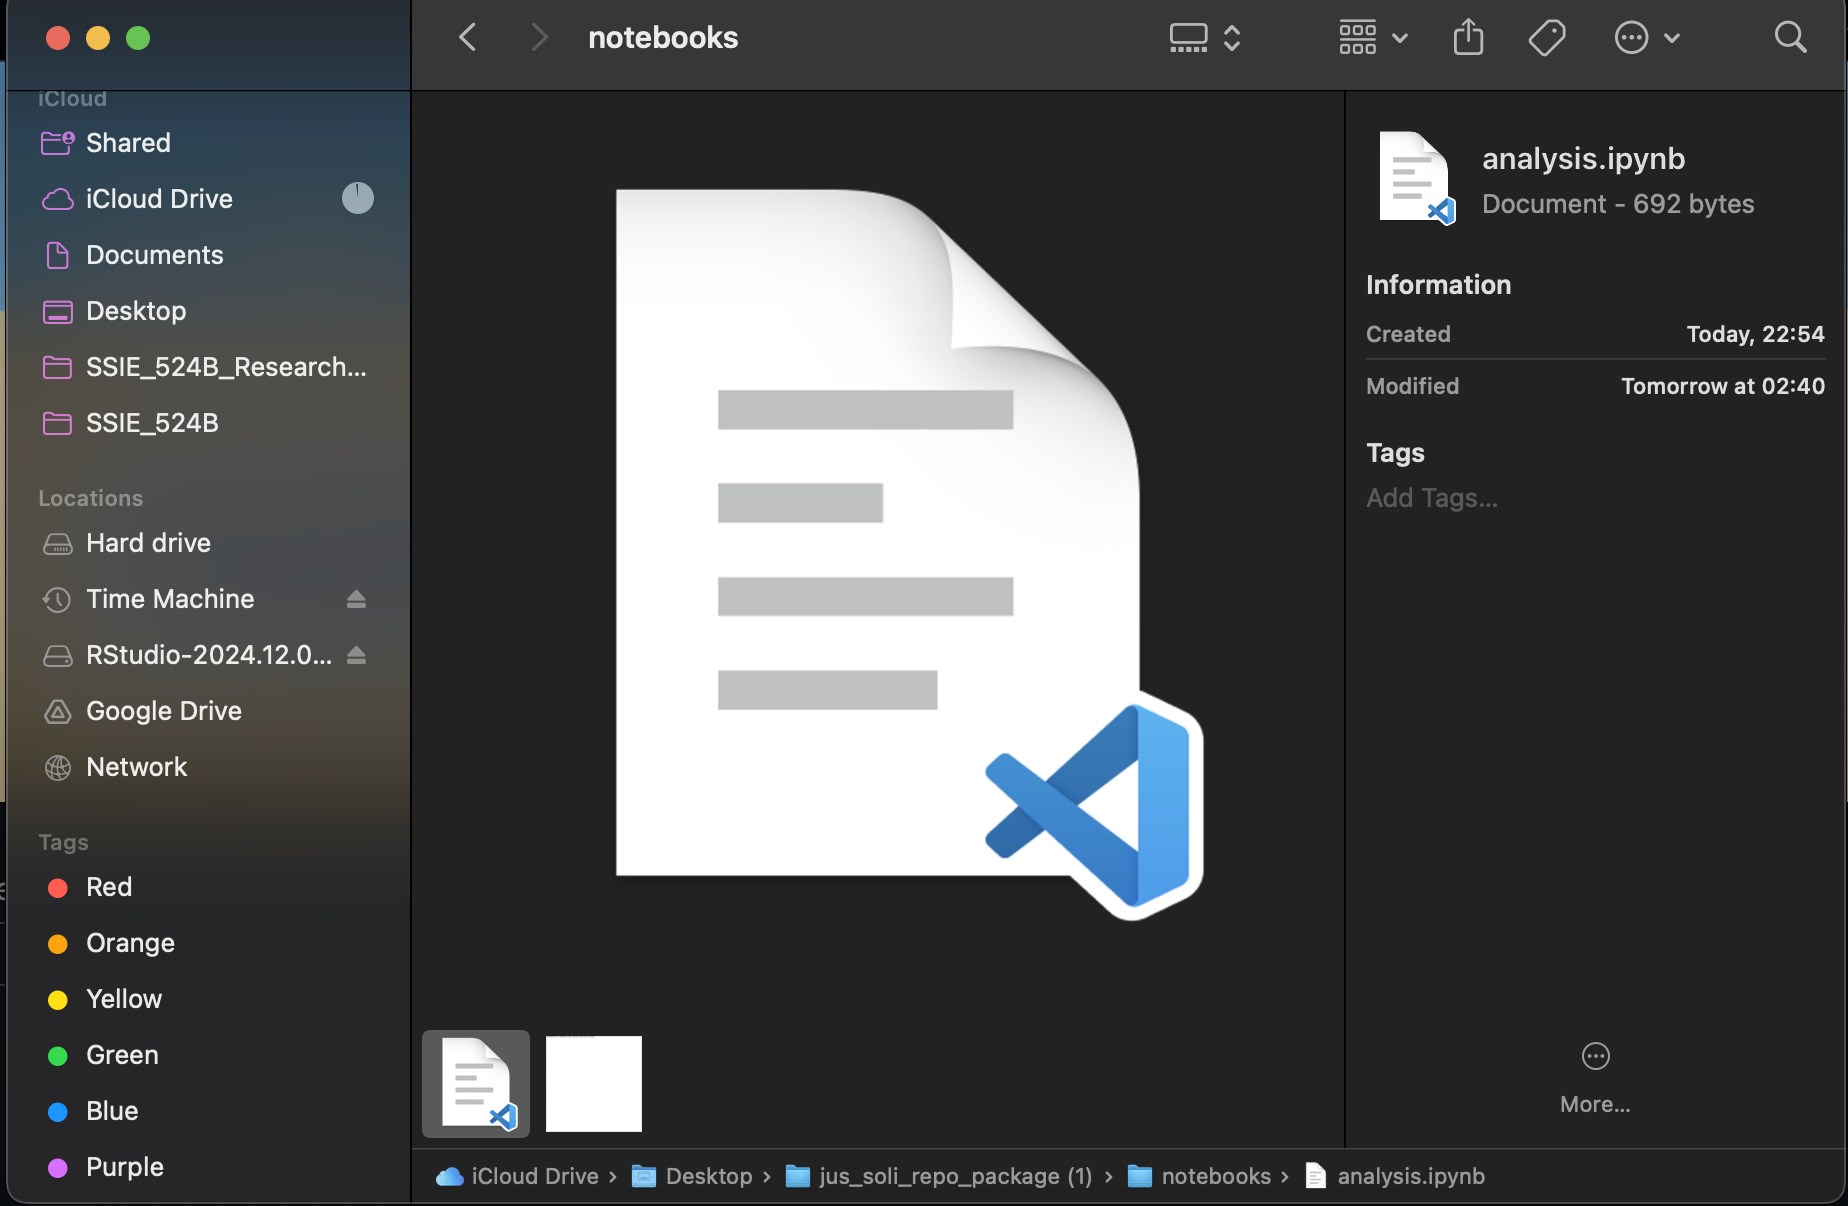 notebooks
iCloud
Shared
iCloud Drive
Documents
Desktop
SSIE_524B_Research...
SSIE_524B
Locations
Hard drive
Time Machine
RStudio-2024.12.0...
Google Drive
Network
Tags
Red
Orange
Yellow
Green
Blue
Purple
analysis.ipynb
Document - 692 bytes
Information
Created Today, 22:54
Modified Tomorrow at 02:40
Tags
Add Tags...
More...
iCloud Drive › Desktop › jus_soli_repo_package (1) › notebooks › analysis.ipynb